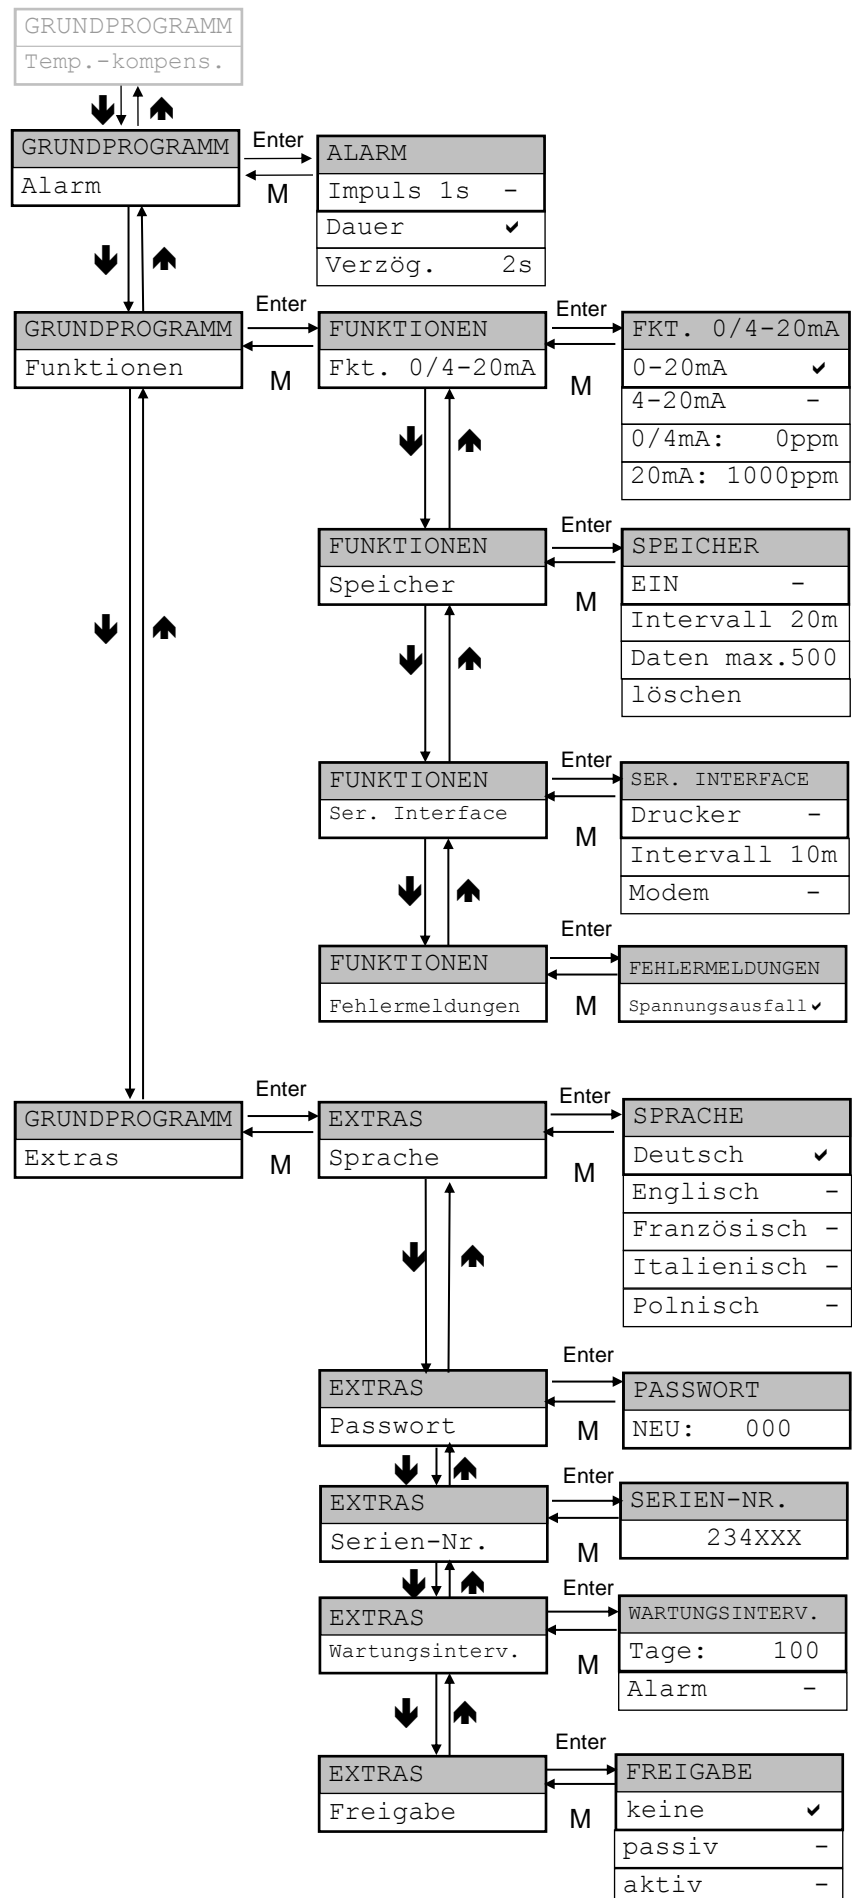 GRUNDPROGRAMM
Temp.-kompens.
GRUNDPROGRAMM
Alarm
Enter
M
ALARM
Impuls 1s -
Dauer ✔
Verzög. 2s
GRUNDPROGRAMM
Funktionen
Enter
M
FUNKTIONEN
Fkt. 0/4-20mA
Enter
M
FKT. 0/4-20mA
0-20mA ✔
4-20mA -
0/4mA: 0ppm
20mA: 1000ppm
FUNKTIONEN
Speicher
Enter
M
SPEICHER
EIN -
Intervall 20m
Daten max.500
löschen
FUNKTIONEN
Ser. Interface
Enter
M
SER. INTERFACE
Drucker -
Intervall 10m
Modem -
FUNKTIONEN
Fehlermeldungen
Enter
M
FEHLERMELDUNGEN
Spannungsausfall ✔
GRUNDPROGRAMM
Extras
Enter
M
EXTRAS
Sprache
Enter
M
SPRACHE
Deutsch ✔
Englisch -
Französisch -
Italienisch -
Polnisch -
EXTRAS
Passwort
Enter
M
PASSWORT
NEU: 000
EXTRAS
Serien-Nr.
Enter
M
SERIEN-NR.
234XXX
EXTRAS
Wartungsinterv.
Enter
M
WARTUNGSINTERV.
Tage: 100
Alarm -
EXTRAS
Freigabe
Enter
M
FREIGABE
keine ✔
passiv -
aktiv -